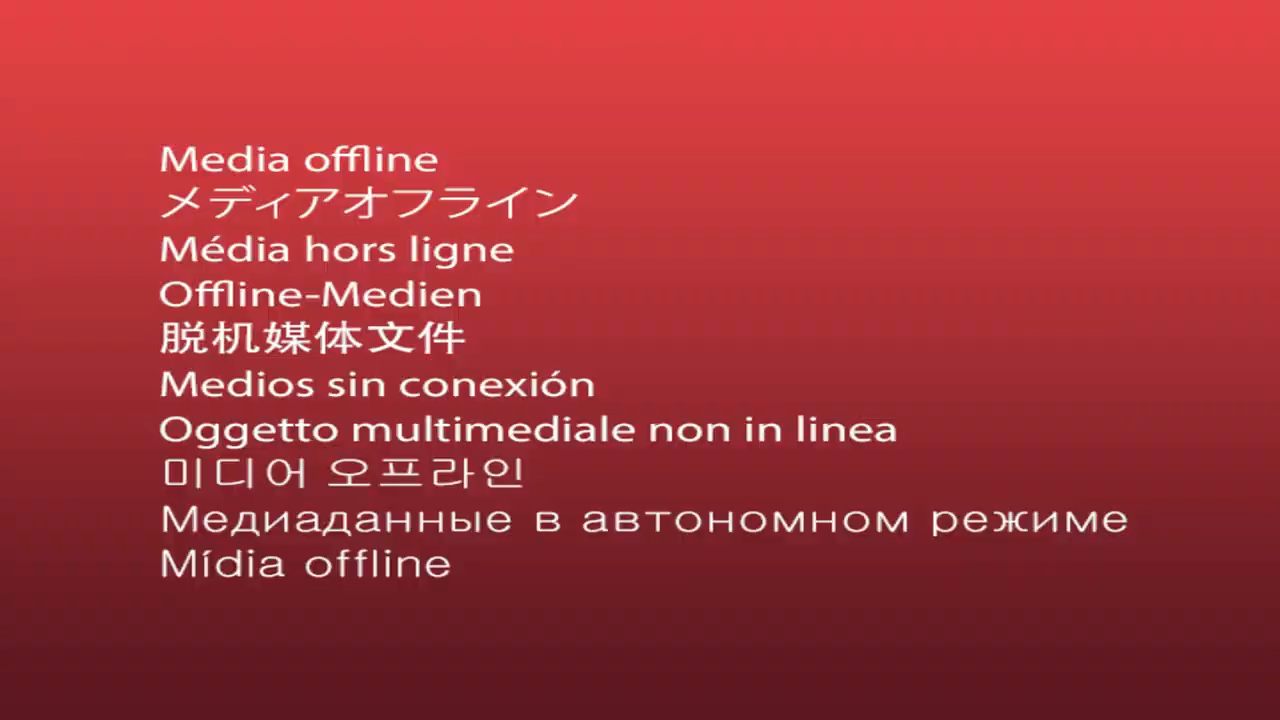 Media offline
メディアオフライン
Média hors ligne
Offline-Medien
脱机媒体文件
Medios sin conexión
Oggetto multimediale non in linea
미디어 오프라인
Медиаданные в автономном режиме
Mídia offline